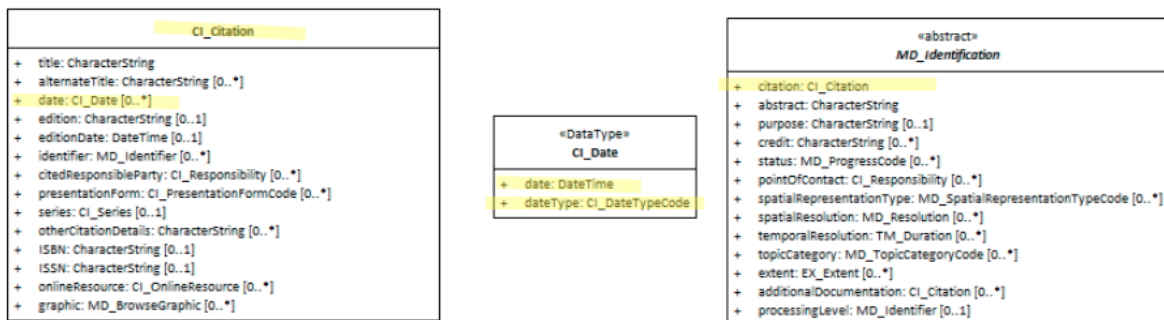 CI_Citation
+ title: CharacterString
+ alternateTitle: CharacterString [0..*]
+ date: CI_Date [0..*]
+ edition: CharacterString [0..1]
+ editionDate: DateTime [0..1]
+ identifier: MD_Identifier [0..*]
+ citedResponsibleParty: CI_Responsibility [0..*]
+ presentationForm: CI_PresentationFormCode [0..*]
+ series: CI_Series [0..1]
+ otherCitationDetails: CharacterString [0..*]
+ ISBN: CharacterString [0..1]
+ ISSN: CharacterString [0..1]
+ onlineResource: CI_OnlineResource [0..*]
+ graphic: MD_BrowseGraphic [0..*]
«DataType»
CI_Date
+ date: DateTime
+ dateType: CI_DateTypeCode
«abstract»
MD_Identification
+ citation: CI_Citation
+ abstract: CharacterString
+ purpose: CharacterString [0..1]
+ credit: CharacterString [0..*]
+ status: MD_ProgressCode [0..*]
+ pointOfContact: CI_Responsibility [0..*]
+ spatialRepresentationType: MD_SpatialRepresentationTypeCode [0..*]
+ spatialResolution: MD_Resolution [0..*]
+ temporalResolution: TM_Duration [0..*]
+ topicCategory: MD_TopicCategoryCode [0..*]
+ extent: EX_Extent [0..*]
+ additionalDocumentation: CI_Citation [0..*]
+ processingLevel: MD_Identifier [0..1]